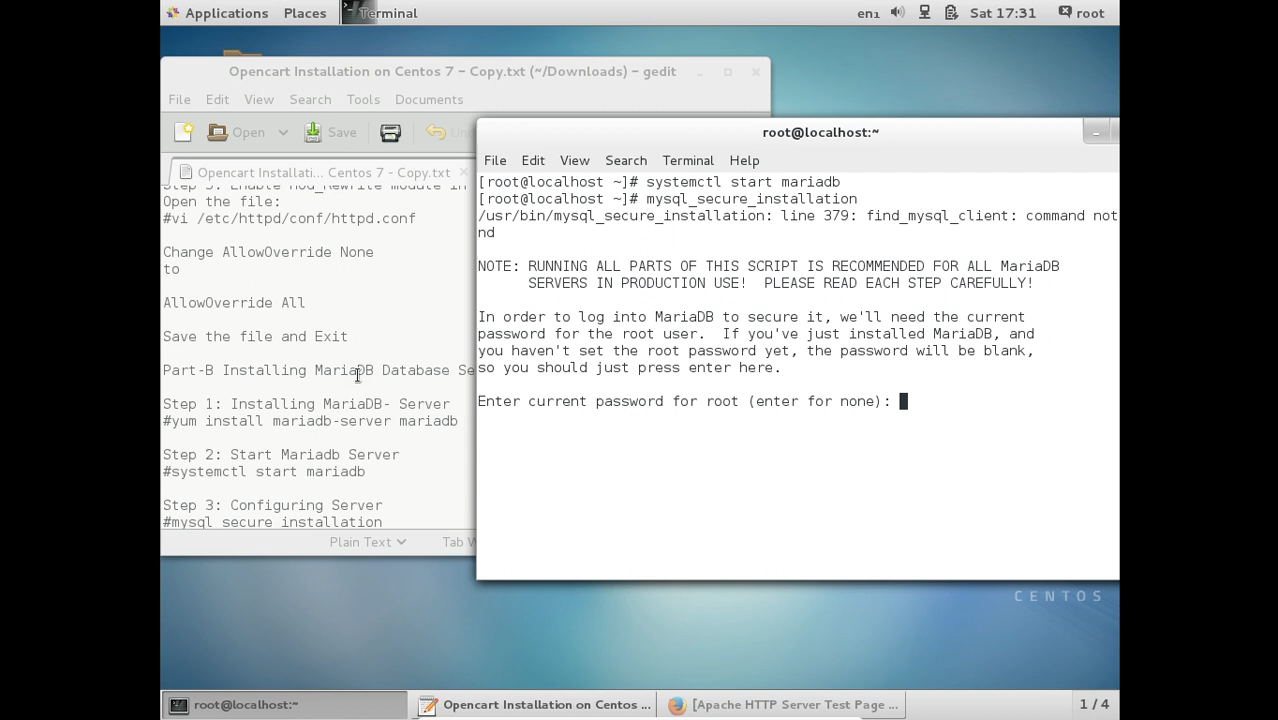 Applications Places Terminal en1 Sat 17:31 root
Opencart Installation on Centos 7 – Copy.txt (~/Downloads) – gedit
File Edit View Search Tools Documents
Open Save
Opencart Installati... Centos 7 - Copy.txt
Open the file:
#vi /etc/httpd/conf/httpd.conf
Change AllowOverride None
to
AllowOverride All
Save the file and Exit
Part-B Installing MariaDB Database Se
Step 1: Installing MariaDB- Server
#yum install mariadb-server mariadb
Step 2: Start Mariadb Server
#systemctl start mariadb
Step 3: Configuring Server
#mysql_secure_installation
Plain Text Tab W
root@localhost:~
File Edit View Search Terminal Help
[root@localhost ~]# systemctl start mariadb
[root@localhost ~]# mysql_secure_installation
/usr/bin/mysql_secure_installation: line 379: find_mysql_client: command not
nd
NOTE: RUNNING ALL PARTS OF THIS SCRIPT IS RECOMMENDED FOR ALL MariaDB
SERVERS IN PRODUCTION USE!  PLEASE READ EACH STEP CAREFULLY!
In order to log into MariaDB to secure it, we'll need the current
password for the root user.  If you've just installed MariaDB, and
you haven't set the root password yet, the password will be blank,
so you should just press enter here.
Enter current password for root (enter for none):
CENTOS
root@localhost:~ Opencart Installation on Centos ... [Apache HTTP Server Test Page ... 1 / 4